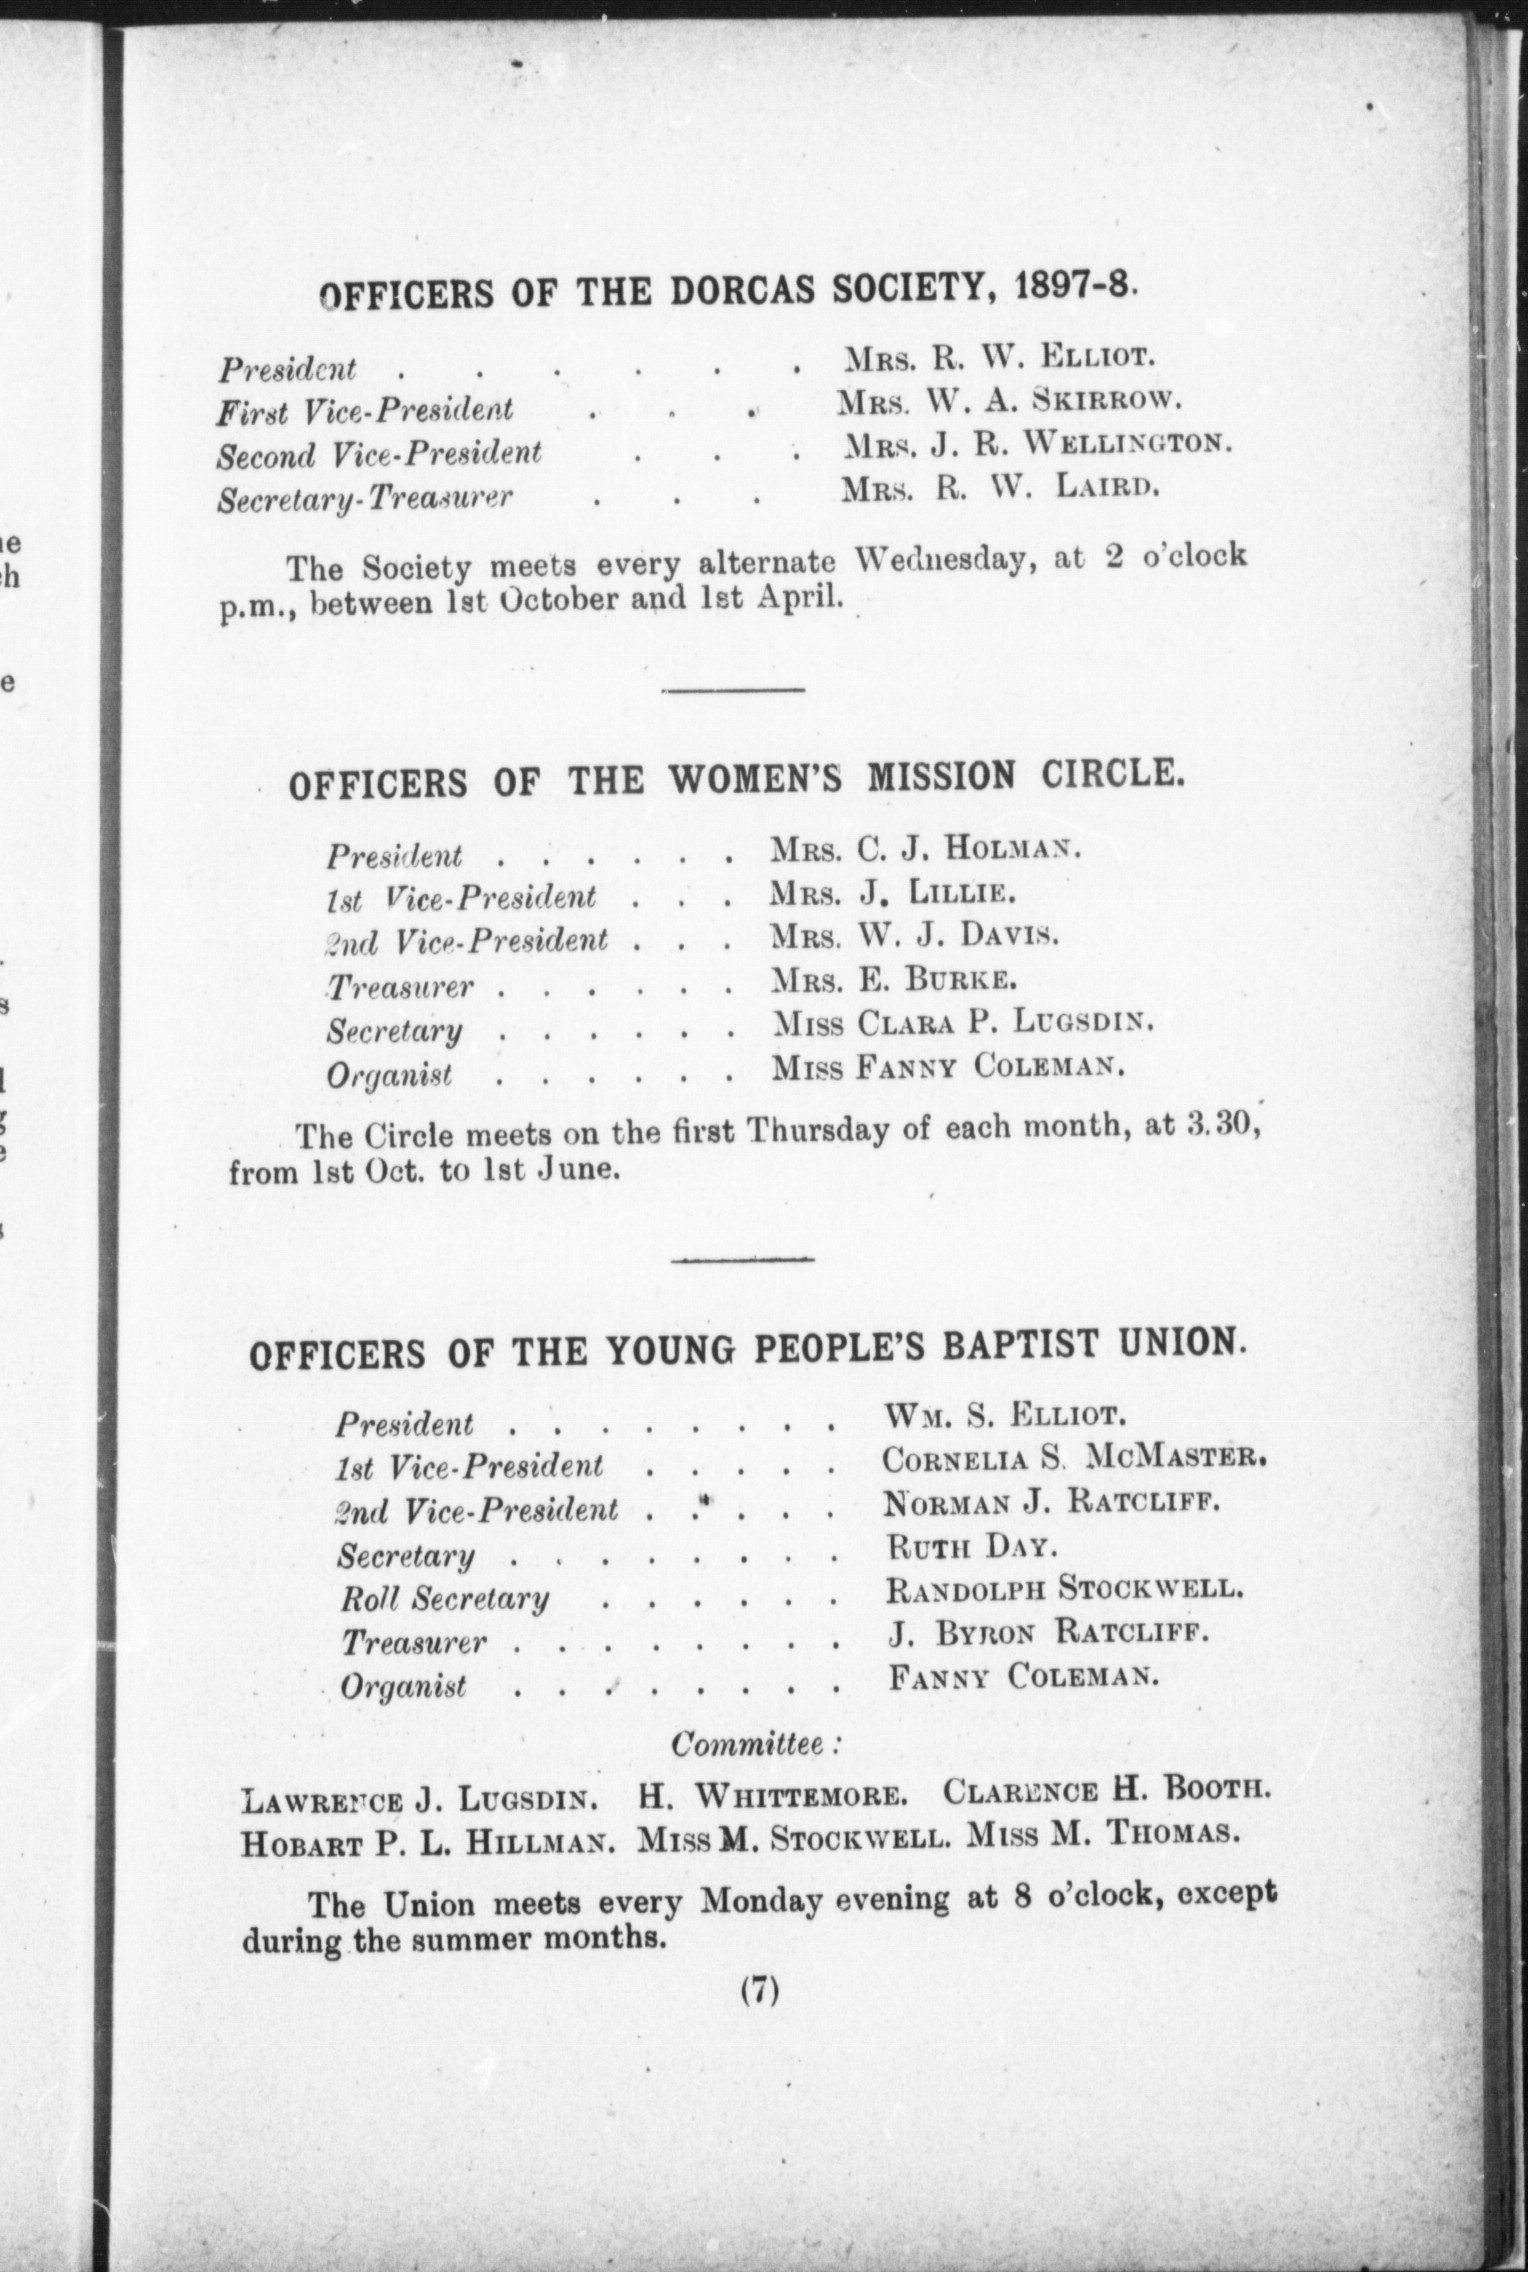 OFFICERS OF THE DORCAS SOCIETY, 1897-8.
President . . . . . . MRS. R. W. ELLIOT.
First Vice-President . . . MRS. W. A. SKIRROW.
Second Vice-President . . . MRS. J. R. WELLINGTON.
Secretary-Treasurer . . . MRS. R. W. LAIRD.
The Society meets every alternate Wednesday, at 2 o'clock
p.m., between 1st October and 1st April.
OFFICERS OF THE WOMEN'S MISSION CIRCLE.
President . . . . . . MRS. C. J. HOLMAN.
1st Vice-President . . . MRS. J. LILLIE.
2nd Vice-President . . . MRS. W. J. DAVIS.
Treasurer . . . . . . MRS. E. BURKE.
Secretary . . . . . . MISS CLARA P. LUGSDIN.
Organist . . . . . . MISS FANNY COLEMAN.
The Circle meets on the first Thursday of each month, at 3.30,
from 1st Oct. to 1st June.
OFFICERS OF THE YOUNG PEOPLE'S BAPTIST UNION.
President . . . . . . . . WM. S. ELLIOT.
1st Vice-President . . . . . CORNELIA S. MCMASTER.
2nd Vice-President . . . . . NORMAN J. RATCLIFF.
Secretary . . . . . . . . RUTH DAY.
Roll Secretary . . . . . . RANDOLPH STOCKWELL.
Treasurer . . . . . . . . J. BYRON RATCLIFF.
Organist . . . . . . . . FANNY COLEMAN.
Committee :
LAWRENCE J. LUGSDIN. H. WHITTEMORE. CLARENCE H. BOOTH.
HOBART P. L. HILLMAN. MISS M. STOCKWELL. MISS M. THOMAS.
The Union meets every Monday evening at 8 o'clock, except
during the summer months.
(7)